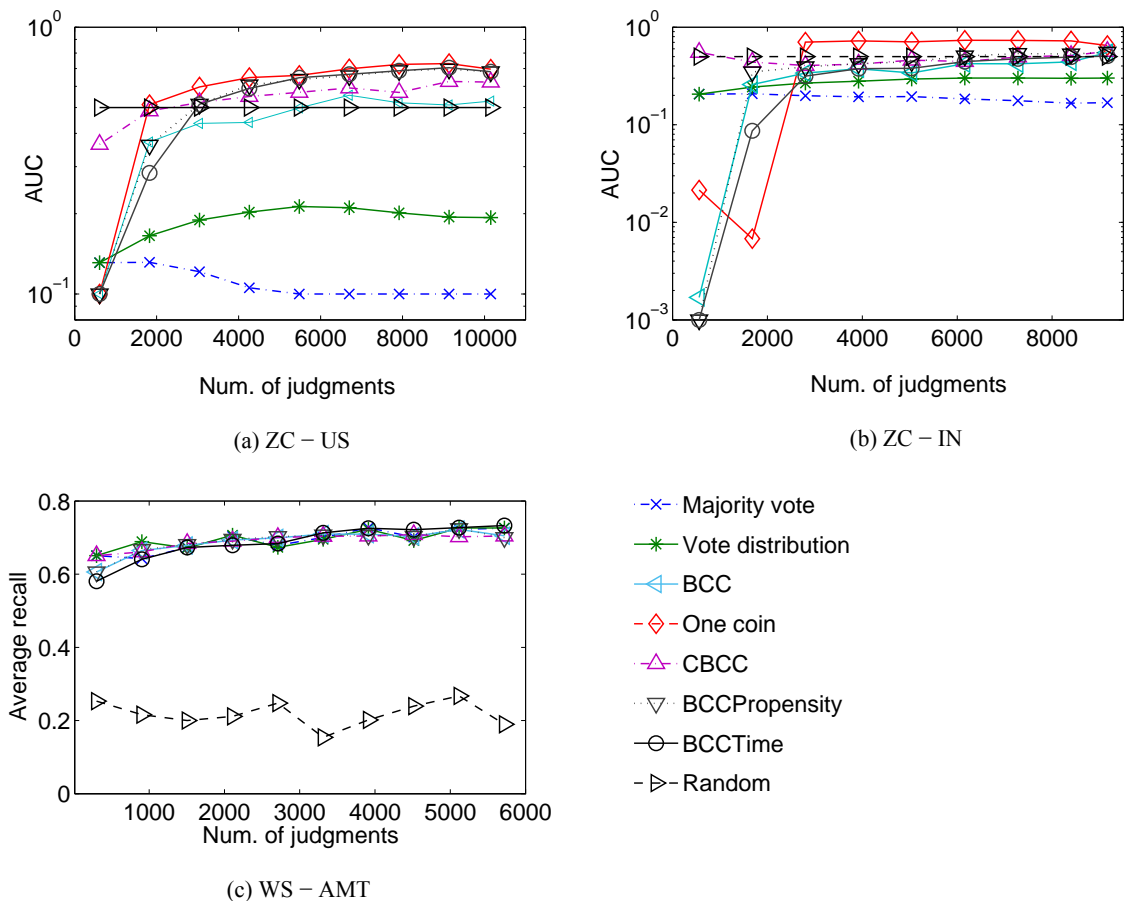 10^0
10^-1
AUC
0 2000 4000 6000 8000 10000
Num. of judgments
(a) ZC − US
10^0
10^-1
10^-2
10^-3
AUC
0 2000 4000 6000 8000
Num. of judgments
(b) ZC − IN
0.8
0.6
0.4
0.2
0
Average recall
1000 2000 3000 4000 5000 6000
Num. of judgments
(c) WS − AMT
Majority vote
Vote distribution
BCC
One coin
CBCC
BCCPropensity
BCCTime
Random